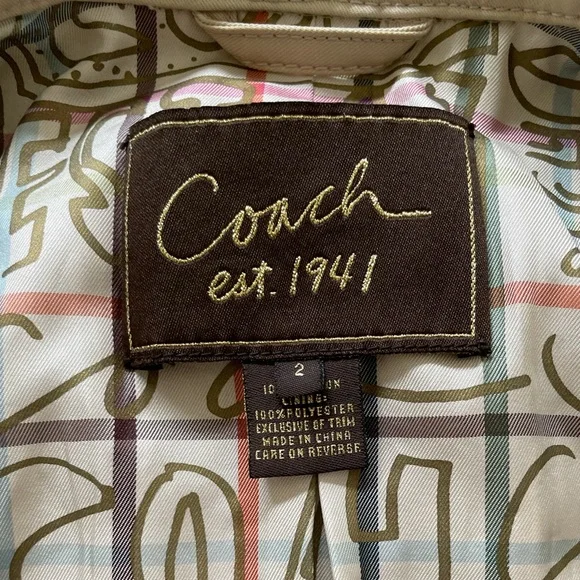 Coach
est. 1941
2
LINING:
100% POLYESTER
EXCLUSIVE OF TRIM
MADE IN CHINA
CARE ON REVERSE